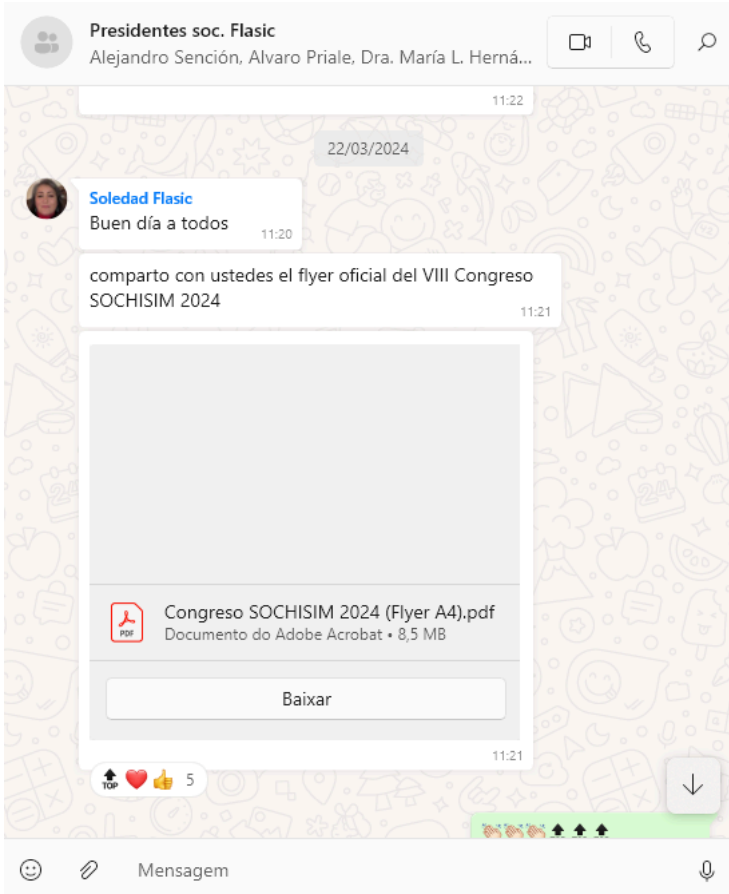 Presidentes soc. Flasic
Alejandro Sención, Alvaro Priale, Dra. María L. Herná...
11:22
22/03/2024
Soledad Flasic
Buen día a todos
11:20
comparto con ustedes el flyer oficial del VIII Congreso
SOCHISIM 2024
11:21
PDF
Congreso SOCHISIM 2024 (Flyer A4).pdf
Documento do Adobe Acrobat • 8,5 MB
Baixar
11:21
🔝❤️👍 5
👏🏻👏🏻👏🏻🔝🔝🔝
Mensagem